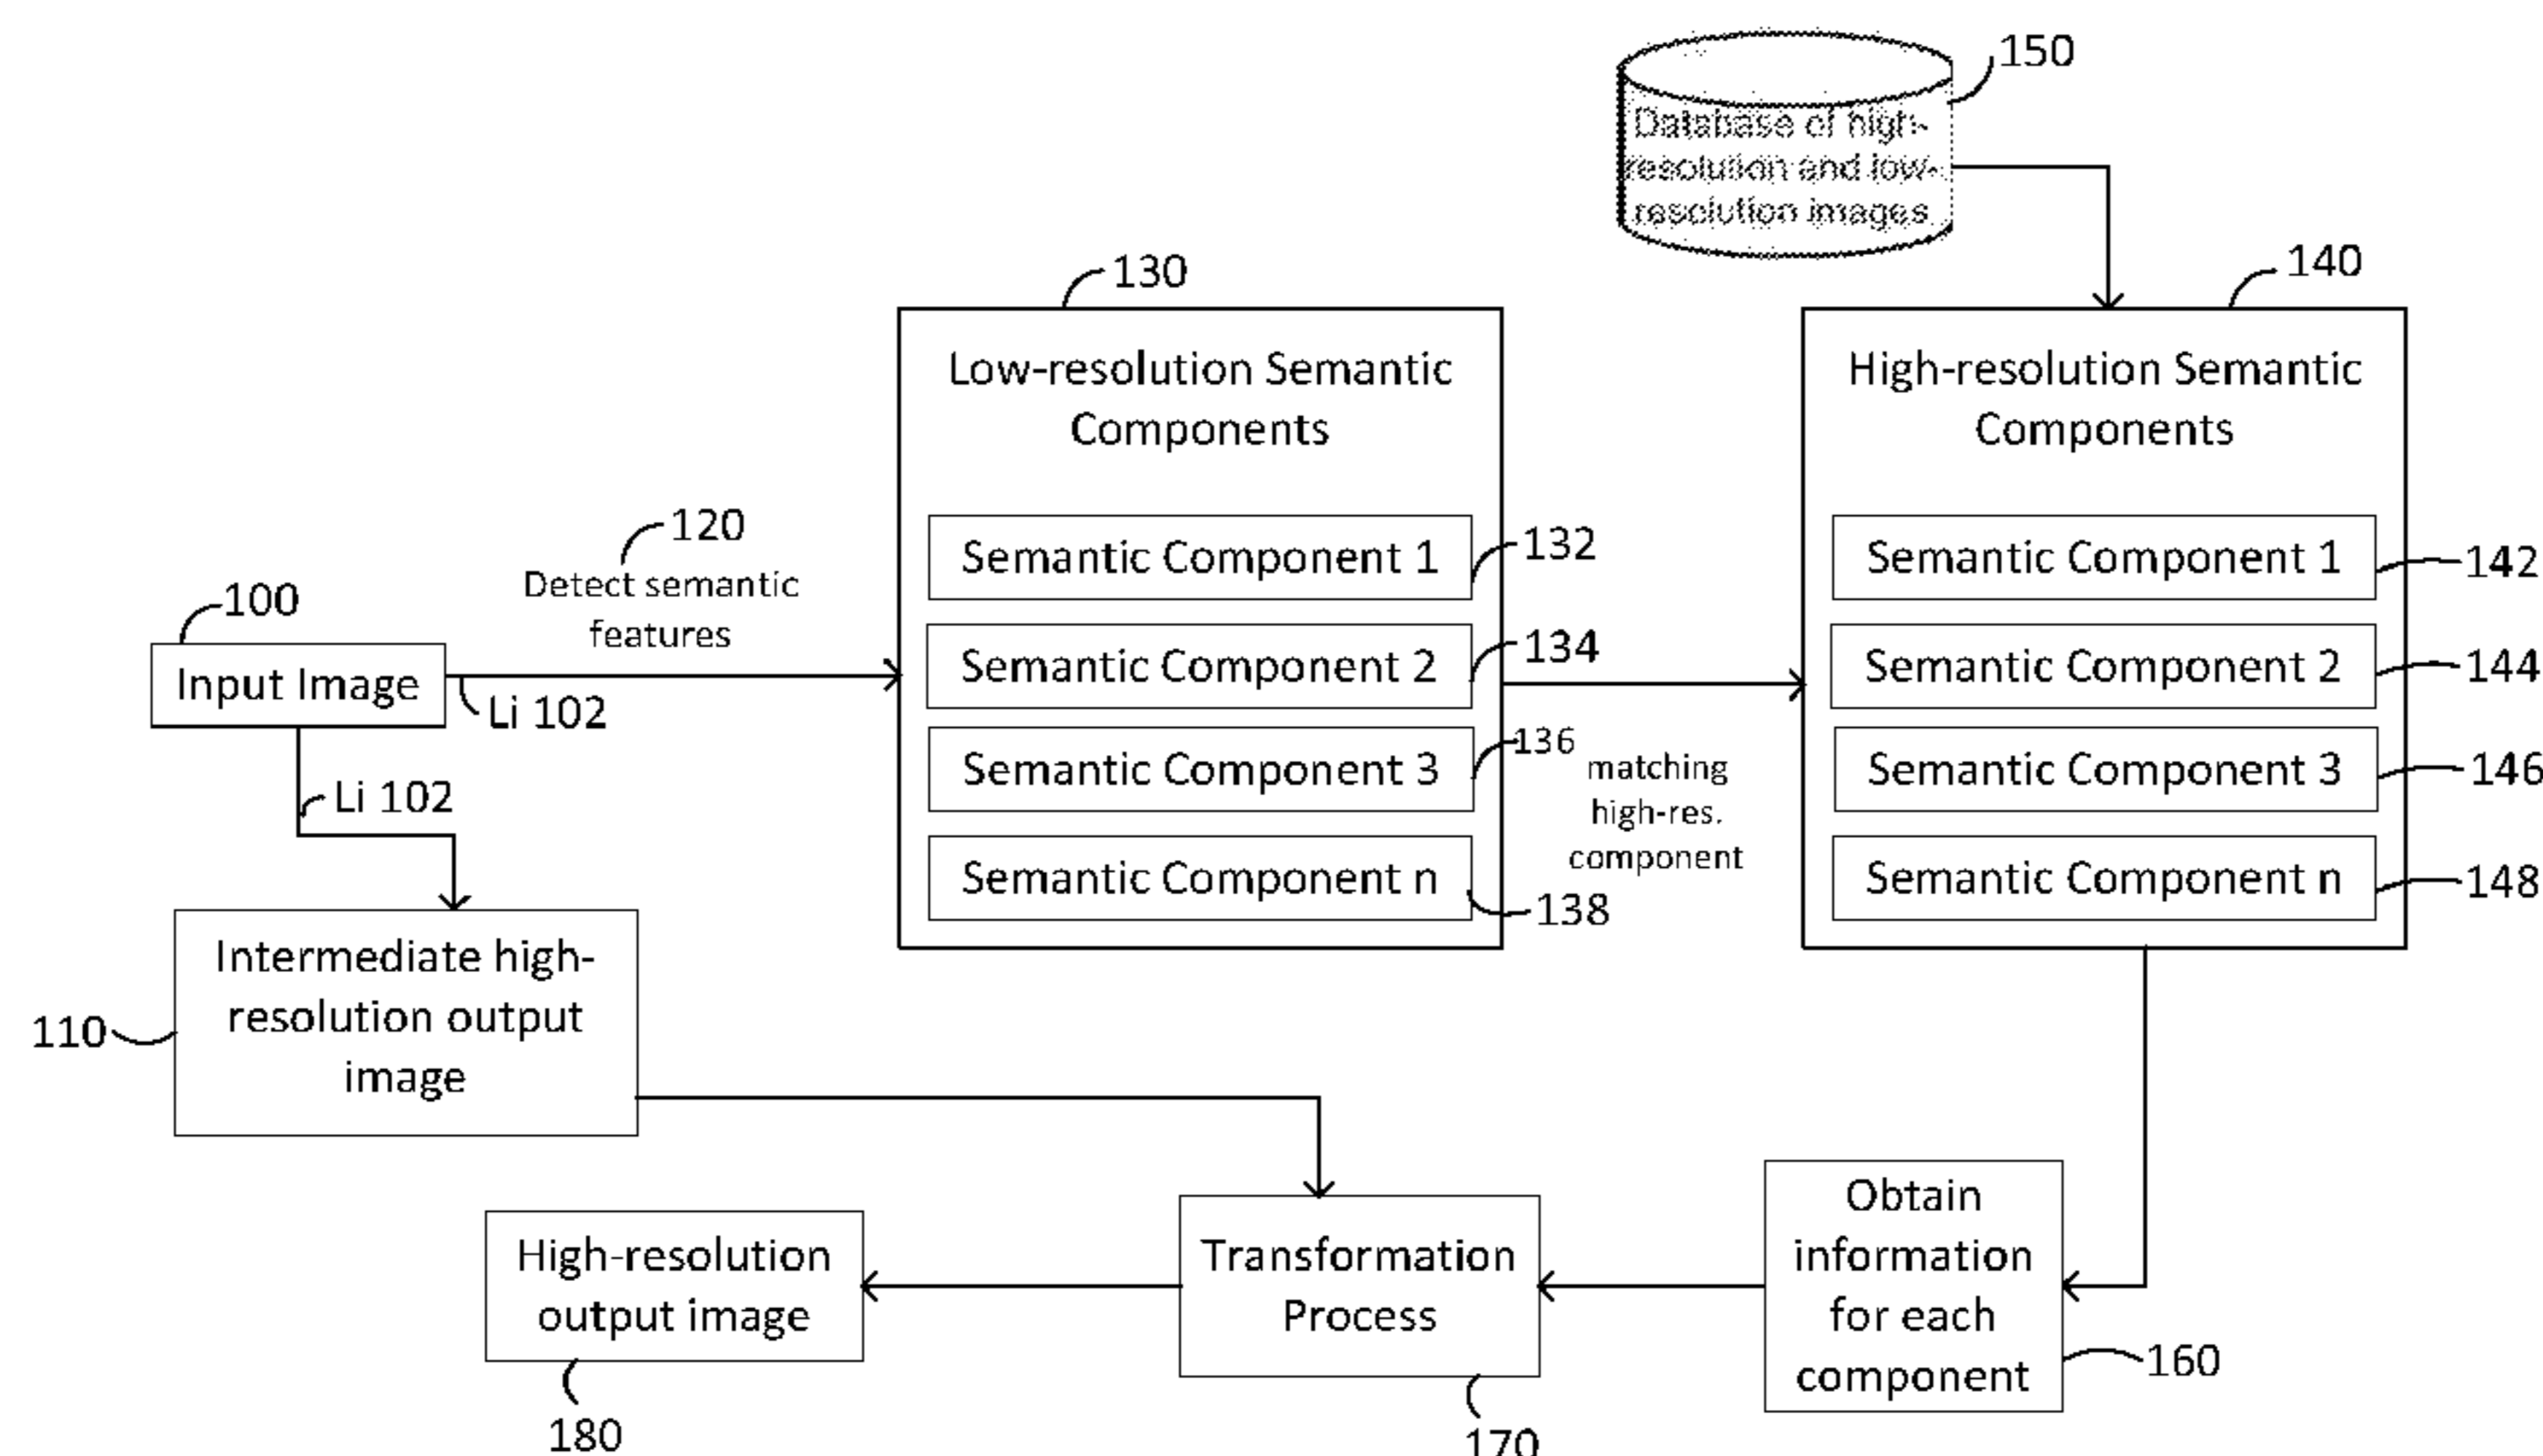 150
Database of high-
resolution and low-
resolution images
130
140
Low-resolution Semantic
Components
High-resolution Semantic
Components
120
Detect semantic
features
Semantic Component 1
132
Semantic Component 1
142
100
Input Image
Li 102
Semantic Component 2
134
Semantic Component 2
144
Li 102
Semantic Component 3
136
matching
high-res.
component
Semantic Component 3
146
Semantic Component n
138
Semantic Component n
148
Intermediate high-
resolution output
image
110
High-resolution
output image
180
Transformation
Process
170
Obtain
information
for each
component
160